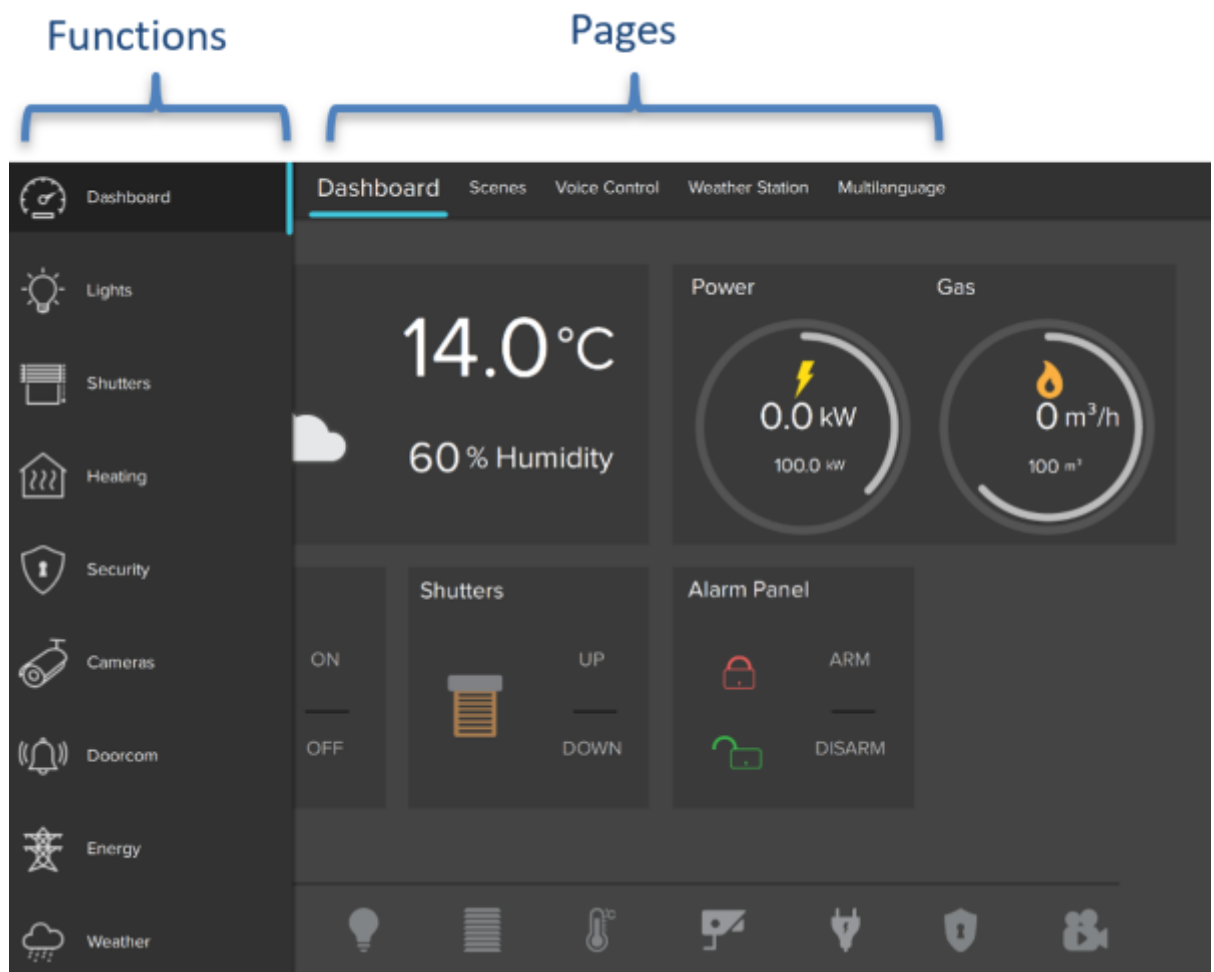 Functions
Pages
Dashboard
Lights
Shutters
Heating
Security
Cameras
Doorcom
Energy
Weather
Dashboard Scenes Voice Control Weather Station Multilanguage
14.0 °C
60 % Humidity
Power
0.0 kW
100.0 kW
Gas
0 m³/h
100 m³
ON
OFF
Shutters
UP
DOWN
Alarm Panel
ARM
DISARM
°C